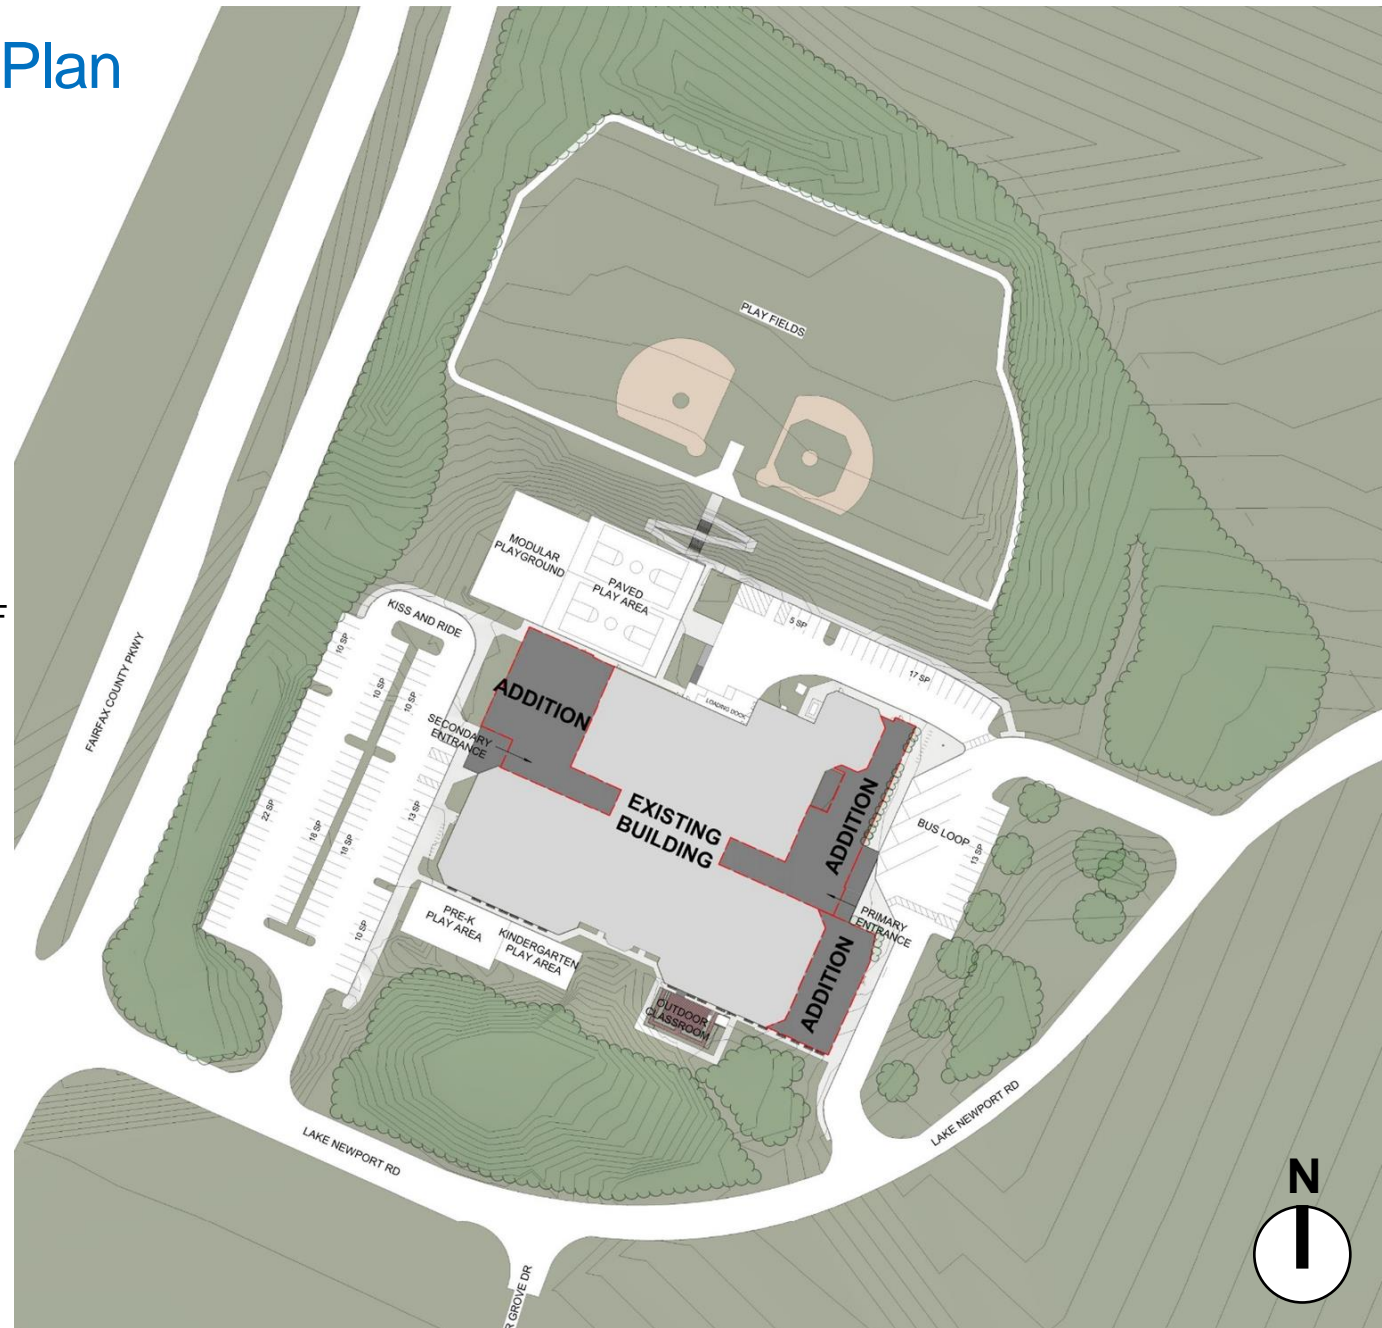 Plan
PLAY FIELDS
MODULAR
PLAYGROUND
PAVED
PLAY AREA
KISS AND RIDE
5 SP
17 SP
10 SP
10 SP
10 SP
FAIRFAX COUNTY PKWY
ADDITION
LOADING DOCK
SECONDARY
ENTRANCE
EXISTING
BUILDING
ADDITION
BUS LOOP
13 SP
22 SP
18 SP
18 SP
13 SP
10 SP
PRE-K
PLAY AREA
KINDERGARTEN
PLAY AREA
PRIMARY
ENTRANCE
ADDITION
OUTDOOR
CLASSROOM
LAKE NEWPORT RD
LAKE NEWPORT RD
N
R GROVE DR